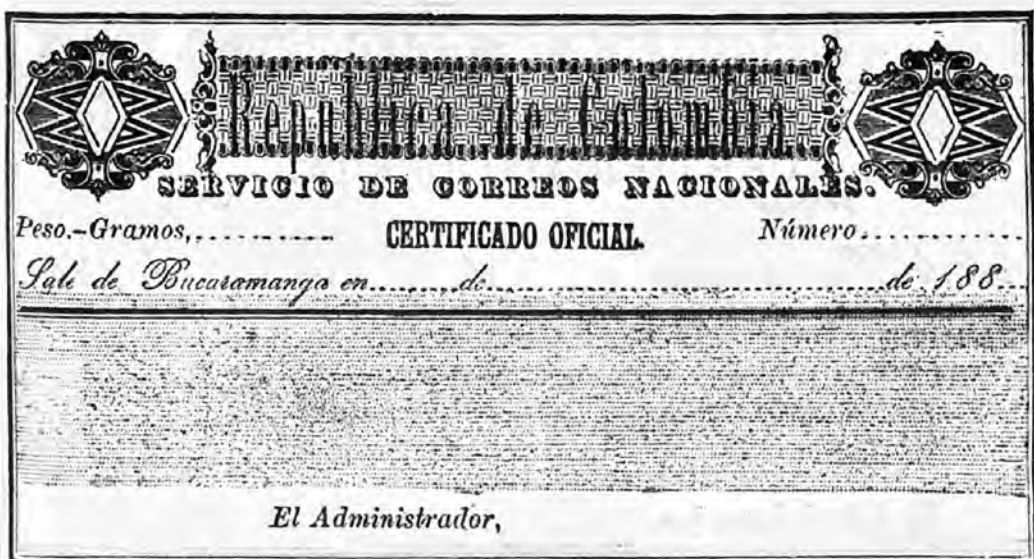 República de Colombia.
SERVICIO DE CORREOS NACIONALES.
Peso.-Gramos,........... CERTIFICADO OFICIAL. Número............
Sale de Bucaramanga en........de........................de 188...
El Administrador,